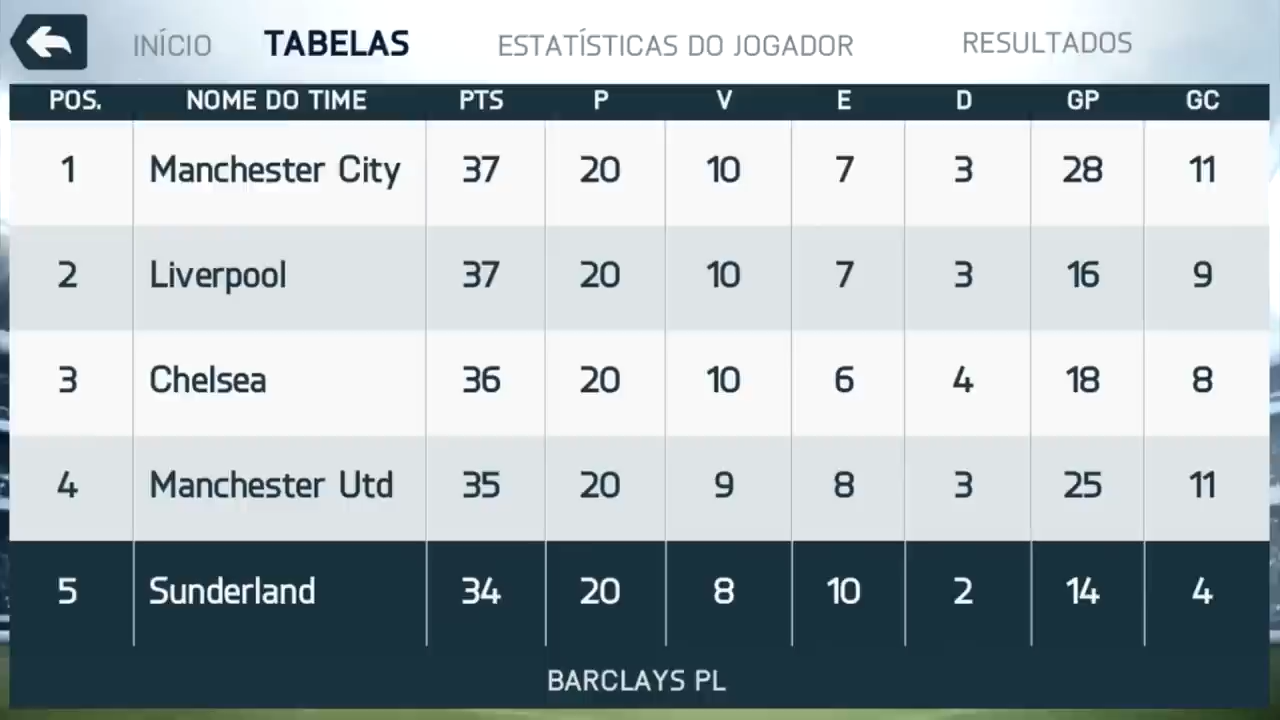 INÍCIO TABELAS ESTATÍSTICAS DO JOGADOR RESULTADOS
POS. NOME DO TIME PTS P V E D GP GC
1 Manchester City 37 20 10 7 3 28 11
2 Liverpool 37 20 10 7 3 16 9
3 Chelsea 36 20 10 6 4 18 8
4 Manchester Utd 35 20 9 8 3 25 11
5 Sunderland 34 20 8 10 2 14 4
BARCLAYS PL